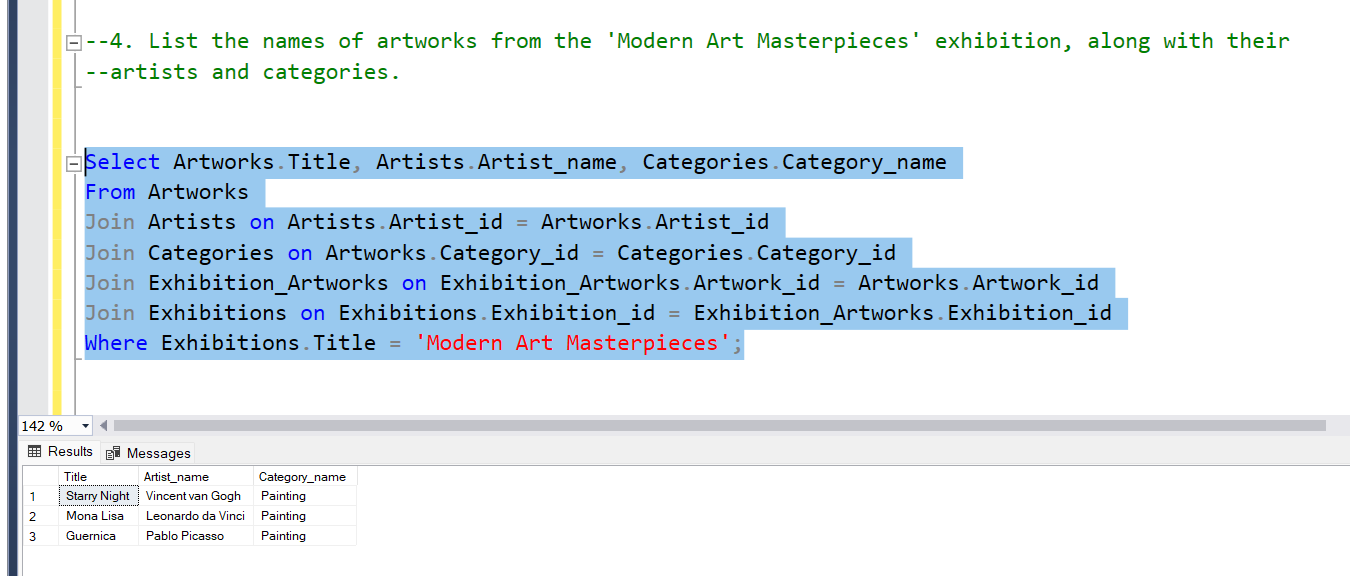 --4. List the names of artworks from the 'Modern Art Masterpieces' exhibition, along with their
--artists and categories.
Select Artworks.Title, Artists.Artist_name, Categories.Category_name
From Artworks
Join Artists on Artists.Artist_id = Artworks.Artist_id
Join Categories on Artworks.Category_id = Categories.Category_id
Join Exhibition_Artworks on Exhibition_Artworks.Artwork_id = Artworks.Artwork_id
Join Exhibitions on Exhibitions.Exhibition_id = Exhibition_Artworks.Exhibition_id
Where Exhibitions.Title = 'Modern Art Masterpieces';
142 %
Results Messages
Title Artist_name Category_name
1 Starry Night Vincent van Gogh Painting
2 Mona Lisa Leonardo da Vinci Painting
3 Guernica Pablo Picasso Painting